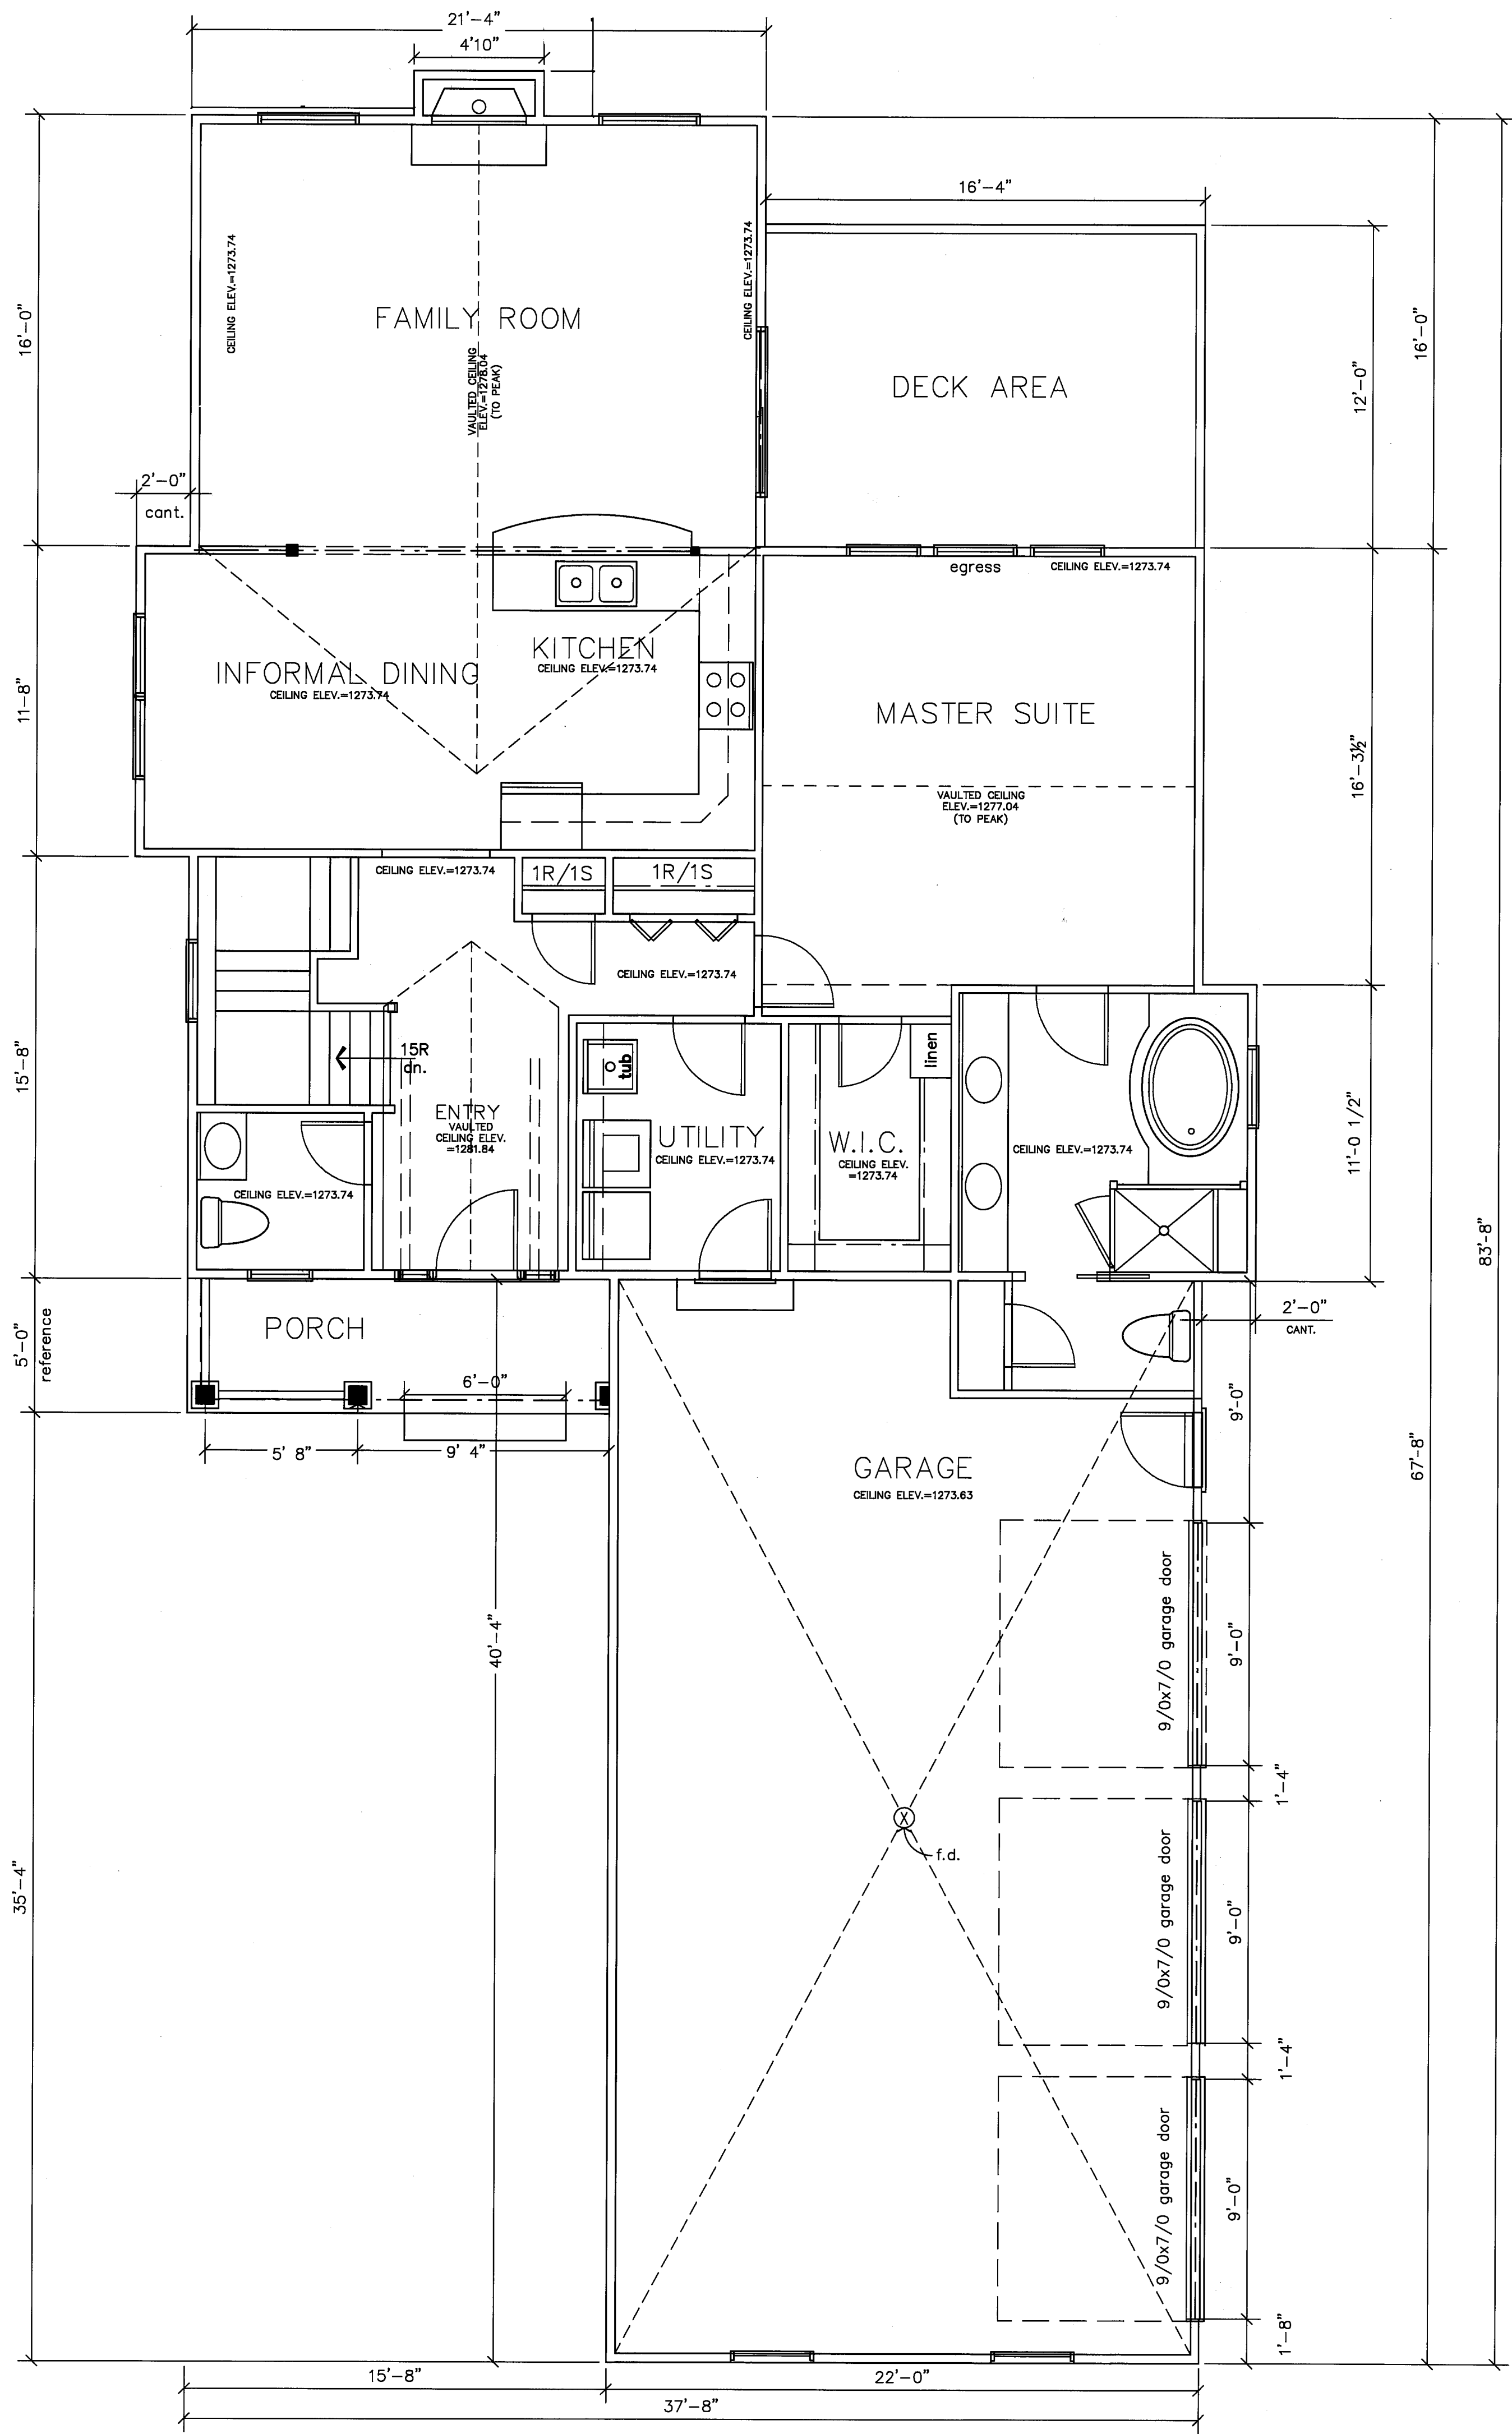 21'-4"
4'10"
16'-4"
16'-0"
CEILING ELEV.=1273.74
CEILING ELEV.=1273.74
FAMILY ROOM
VAULTED CEILING
ELEV.=1278.04
(TO PEAK)
DECK AREA
12'-0"
16'-0"
2'-0"
cant.
egress
CEILING ELEV.=1273.74
11-8"
INFORMAL DINING
CEILING ELEV.=1273.74
KITCHEN
CEILING ELEV.=1273.74
MASTER SUITE
VAULTED CEILING
ELEV.=1277.04
(TO PEAK)
16'-3½"
CEILING ELEV.=1273.74
1R/1S
1R/1S
CEILING ELEV.=1273.74
15'-8"
15R
dn.
ENTRY
VAULTED
CEILING ELEV.
=1281.84
CEILING ELEV.=1273.74
tub
UTILITY
CEILING ELEV.=1273.74
linen
W.I.C.
CEILING ELEV.
=1273.74
CEILING ELEV.=1273.74
11'-0 1/2"
83'-8"
5'-0"
reference
PORCH
6'-0"
5' 8"
9' 4"
2'-0"
CANT.
9'-0"
67'-8"
GARAGE
CEILING ELEV.=1273.63
40'-4"
35'-4"
9/0x7/0 garage door
9'-0"
1'-4"
f.d.
9/0x7/0 garage door
9'-0"
1'-4"
9/0x7/0 garage door
9'-0"
1'-8"
15'-8"
22'-0"
37'-8"